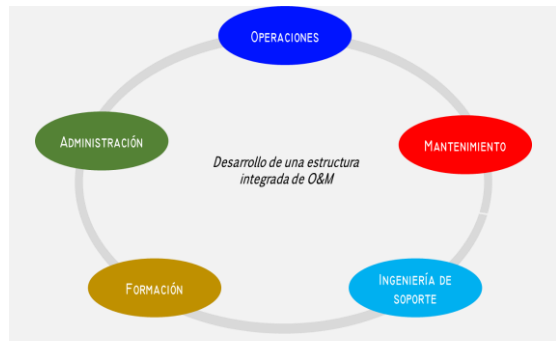 OPERACIONES
ADMINISTRACIÓN
MANTENIMIENTO
Desarrollo de una estructura
integrada de O&M
FORMACIÓN
INGENIERÍA DE
SOPORTE